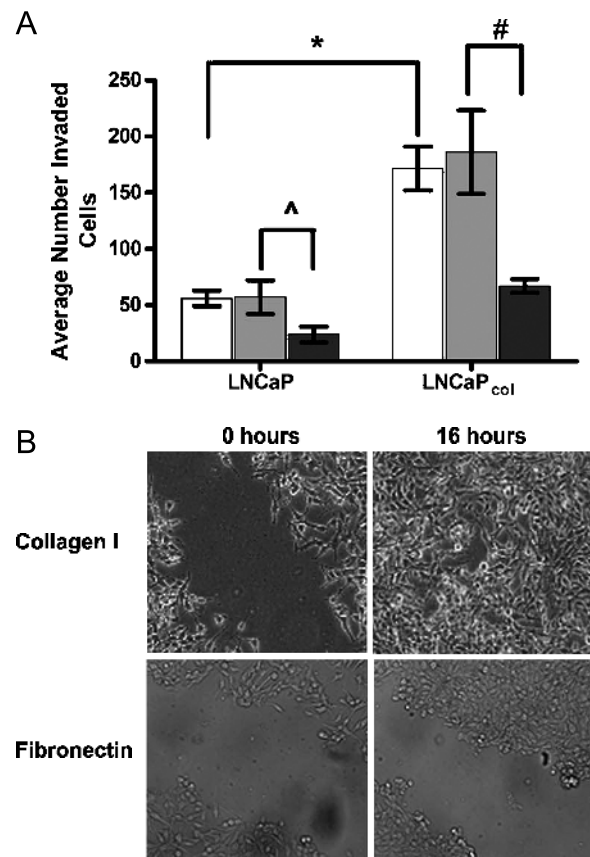 A
*
#
^
Average Number Invaded
Cells
250
200
150
100
50
0
LNCaP
LNCaPcol
B
0 hours
16 hours
Collagen I
Fibronectin